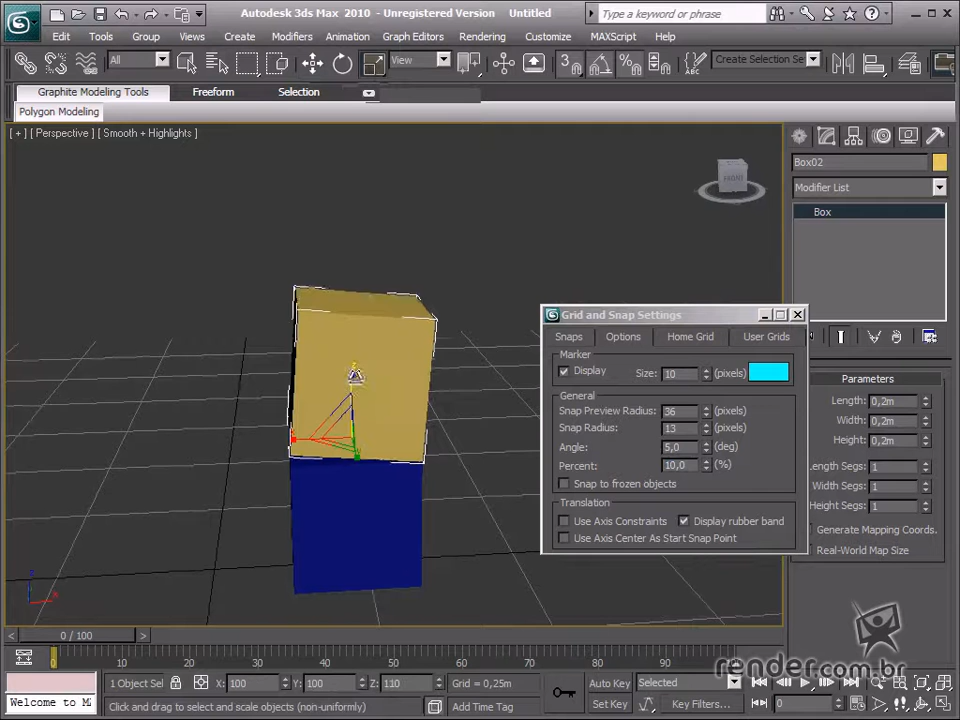 Autodesk 3ds Max 2010 - Unregistered Version Untitled
Type a keyword or phrase
Edit Tools Group Views Create Modifiers Animation Graph Editors Rendering Customize MAXScript Help
All View 3 Create Selection Se
Graphite Modeling Tools Freeform Selection
Polygon Modeling
[ + ] [ Perspective ] [ Smooth + Highlights ]
FRONT
Box02
Modifier List
Box
Grid and Snap Settings
Snaps Options Home Grid User Grids
Marker
Display Size: 10 (pixels)
General
Snap Preview Radius: 36 (pixels)
Snap Radius: 13 (pixels)
Angle: 5,0 (deg)
Percent: 10,0 (%)
Snap to frozen objects
Translation
Use Axis Constraints Display rubber band
Use Axis Center As Start Snap Point
Parameters
Length: 0,2m
Width: 0,2m
Height: 0,2m
Length Segs: 1
Width Segs: 1
Height Segs: 1
Generate Mapping Coords.
Real-World Map Size
z
x
render.com.br
< 0 / 100 >
0 10 20 30 40 50 60 70 80 90
1 Object Sel X: 100 Y: 100 Z: 110 Grid = 0,25m Auto Key Selected
Welcome to M Click and drag to select and scale objects (non-uniformly) Add Time Tag Set Key Key Filters... 0